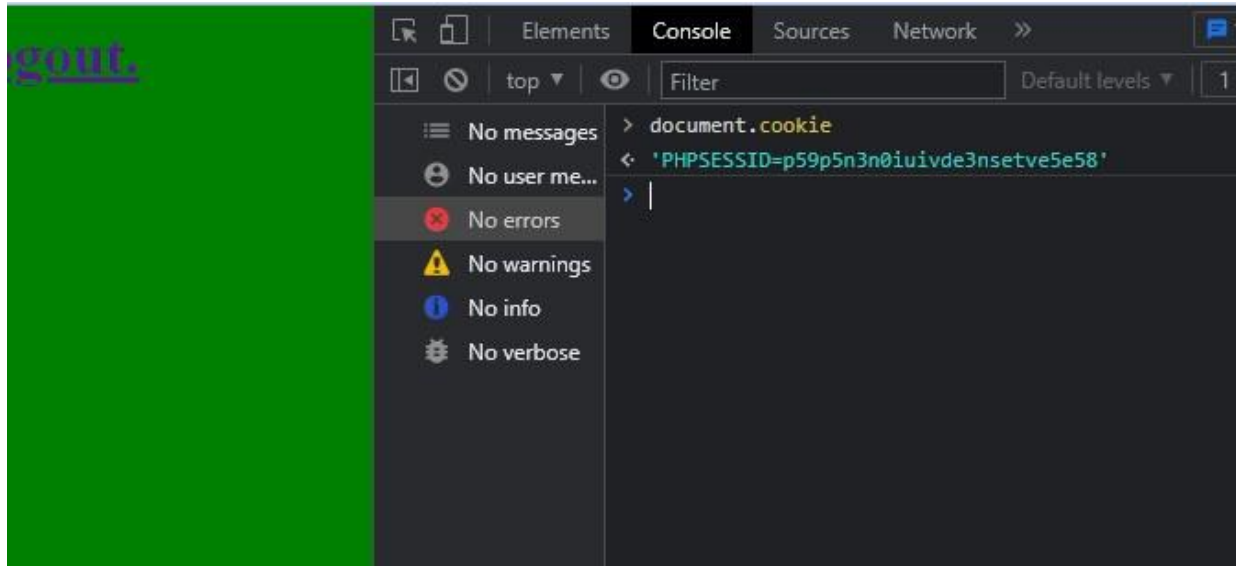 gout.
Elements Console Sources Network »
top ▼ Filter Default levels ▼ 1
No messages
No user me...
No errors
No warnings
No info
No verbose
> document.cookie
'PHPSESSID=p59p5n3n0iuivde3nsetve5e58'
>